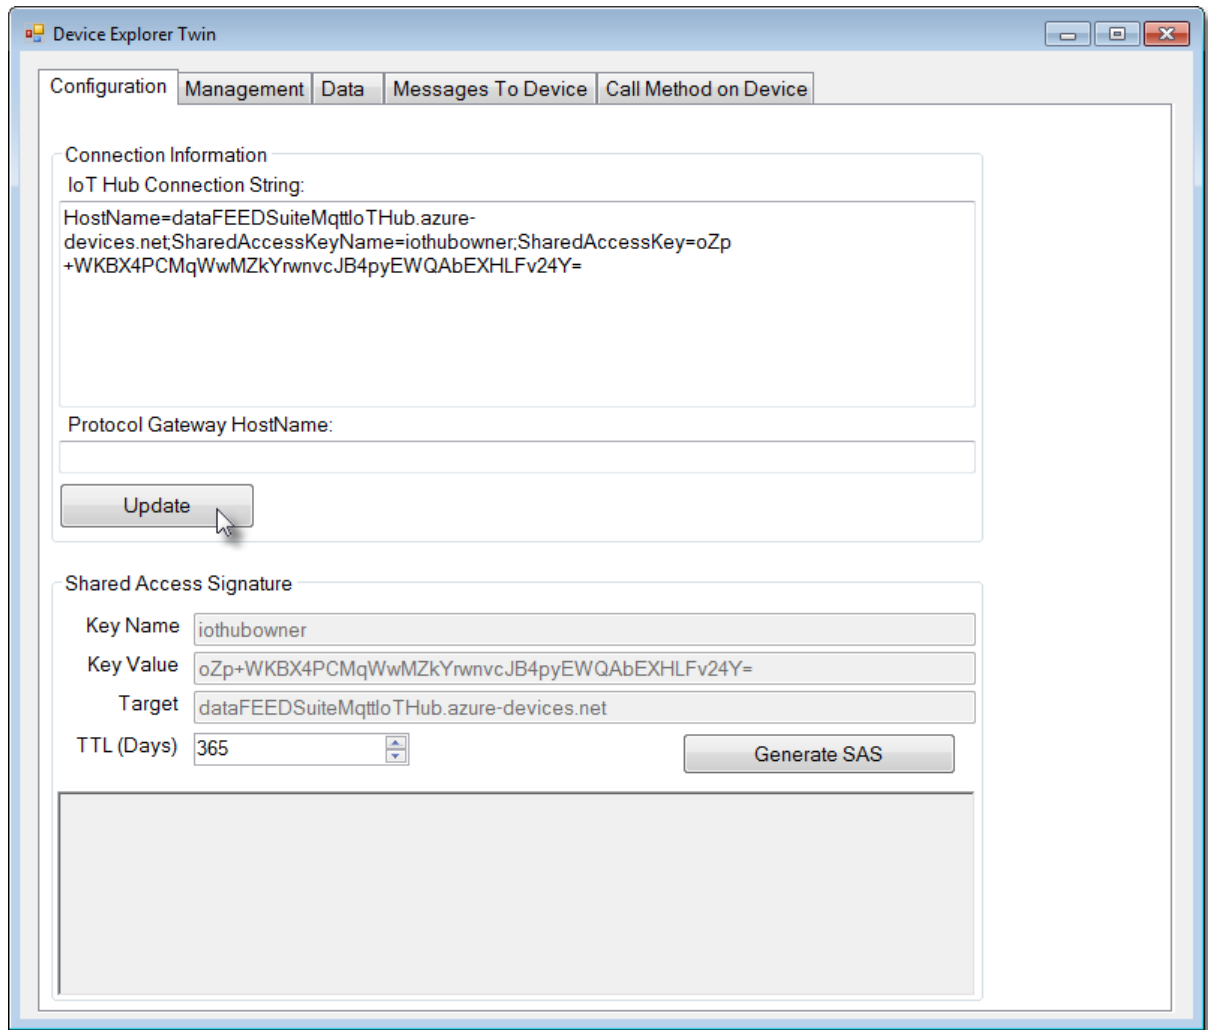 Device Explorer Twin
Configuration Management Data Messages To Device Call Method on Device
Connection Information
IoT Hub Connection String:
HostName=dataFEEDSuiteMqttIoTHub.azure-
devices.net;SharedAccessKeyName=iothubowner;SharedAccessKey=oZp
+WKBX4PCMqWwMZkYrwnvcJB4pyEWQAbEXHLFv24Y=
Protocol Gateway HostName:
Update
Shared Access Signature
Key Name iothubowner
Key Value oZp+WKBX4PCMqWwMZkYrwnvcJB4pyEWQAbEXHLFv24Y=
Target dataFEEDSuiteMqttIoTHub.azure-devices.net
TTL (Days) 365
Generate SAS